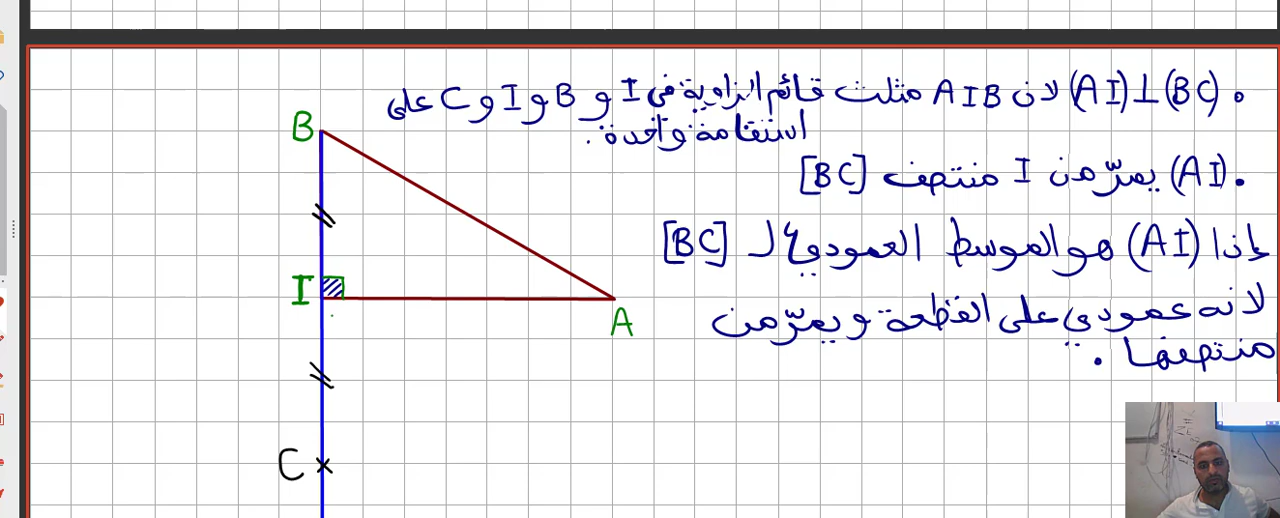 • (BC)⊥(AI) لان AIB مثلث قائم الزاوية في I و B و I و C على
استقامة واحدة.
• (AI) يمرّ من I منتصف [BC]
إذا (AI) هو الموسط العمودي لـ [BC]
لانه عمودي على القطعة و يمرّ من
منتصفها.
B
I
A
C